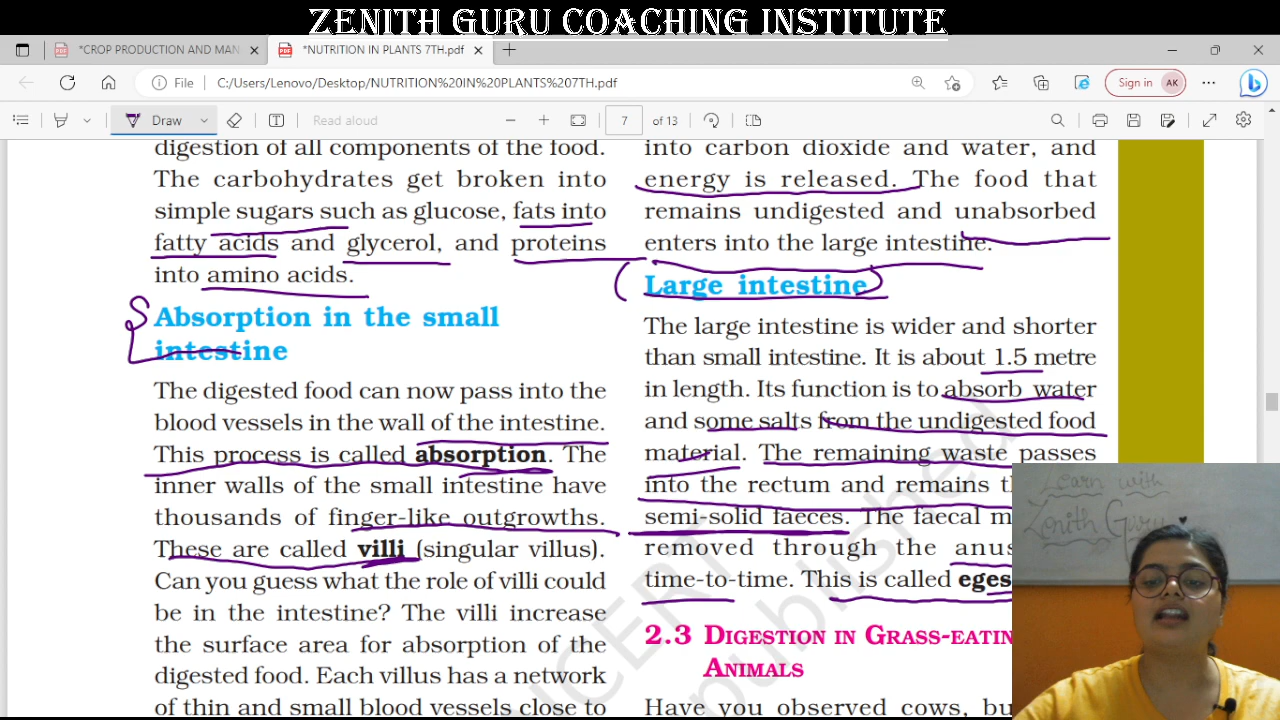 ZENITH GURU COACHING INSTITUTE
*CROP PRODUCTION AND MAN
*NUTRITION IN PLANTS 7TH.pdf
File C:/Users/Lenovo/Desktop/NUTRITION%20IN%20PLANTS%207TH.pdf
Sign in AK
Draw
Read aloud
7 of 13
digestion of all components of the food.
The carbohydrates get broken into
simple sugars such as glucose, fats into
fatty acids and glycerol, and proteins
into amino acids.
Absorption in the small
intestine
The digested food can now pass into the
blood vessels in the wall of the intestine.
This process is called absorption. The
inner walls of the small intestine have
thousands of finger-like outgrowths.
These are called villi (singular villus).
Can you guess what the role of villi could
be in the intestine? The villi increase
the surface area for absorption of the
digested food. Each villus has a network
of thin and small blood vessels close to
into carbon dioxide and water, and
energy is released. The food that
remains undigested and unabsorbed
enters into the large intestine.
Large intestine
The large intestine is wider and shorter
than small intestine. It is about 1.5 metre
in length. Its function is to absorb water
and some salts from the undigested food
material. The remaining waste passes
into the rectum and remains t
semi-solid faeces. The faecal m
removed through the anus
time-to-time. This is called eges
2.3 DIGESTION IN GRASS-EATIN
ANIMALS
Have you observed cows, bu
Learn with
Zenith Guru